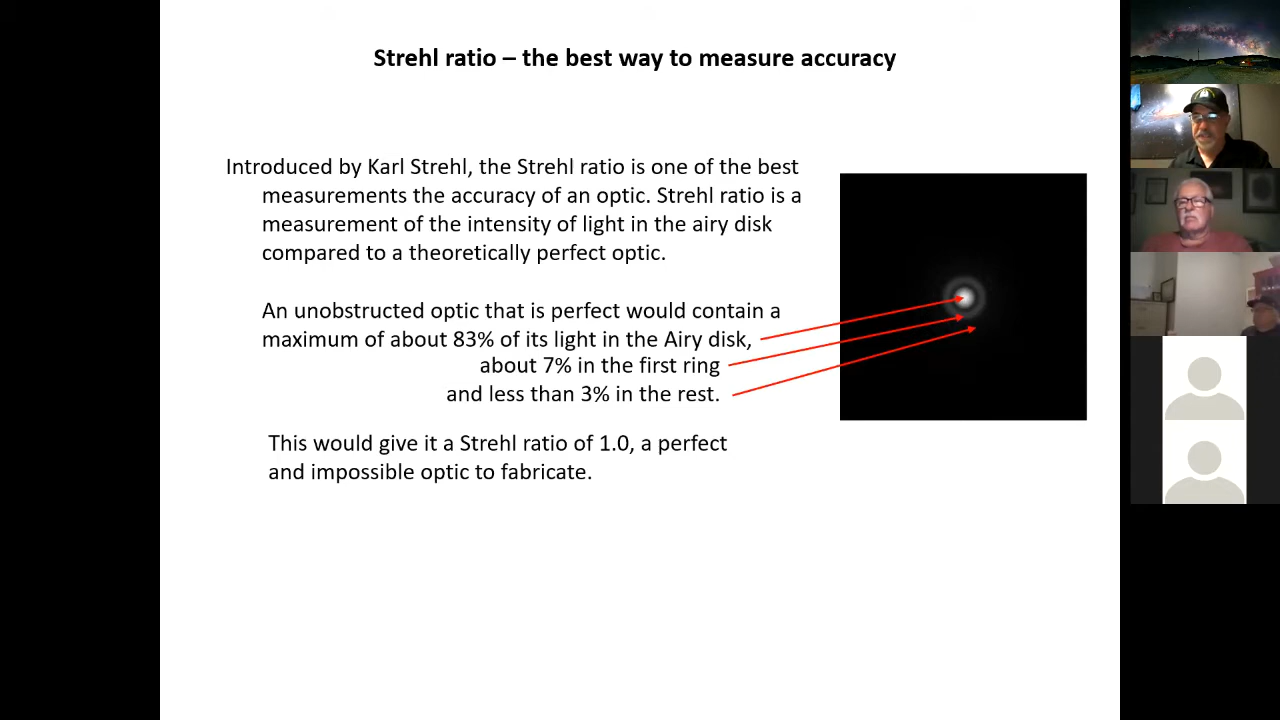 Strehl ratio – the best way to measure accuracy
Introduced by Karl Strehl, the Strehl ratio is one of the best
measurements the accuracy of an optic. Strehl ratio is a
measurement of the intensity of light in the airy disk
compared to a theoretically perfect optic.
An unobstructed optic that is perfect would contain a
maximum of about 83% of its light in the Airy disk,
about 7% in the first ring
and less than 3% in the rest.
This would give it a Strehl ratio of 1.0, a perfect
and impossible optic to fabricate.